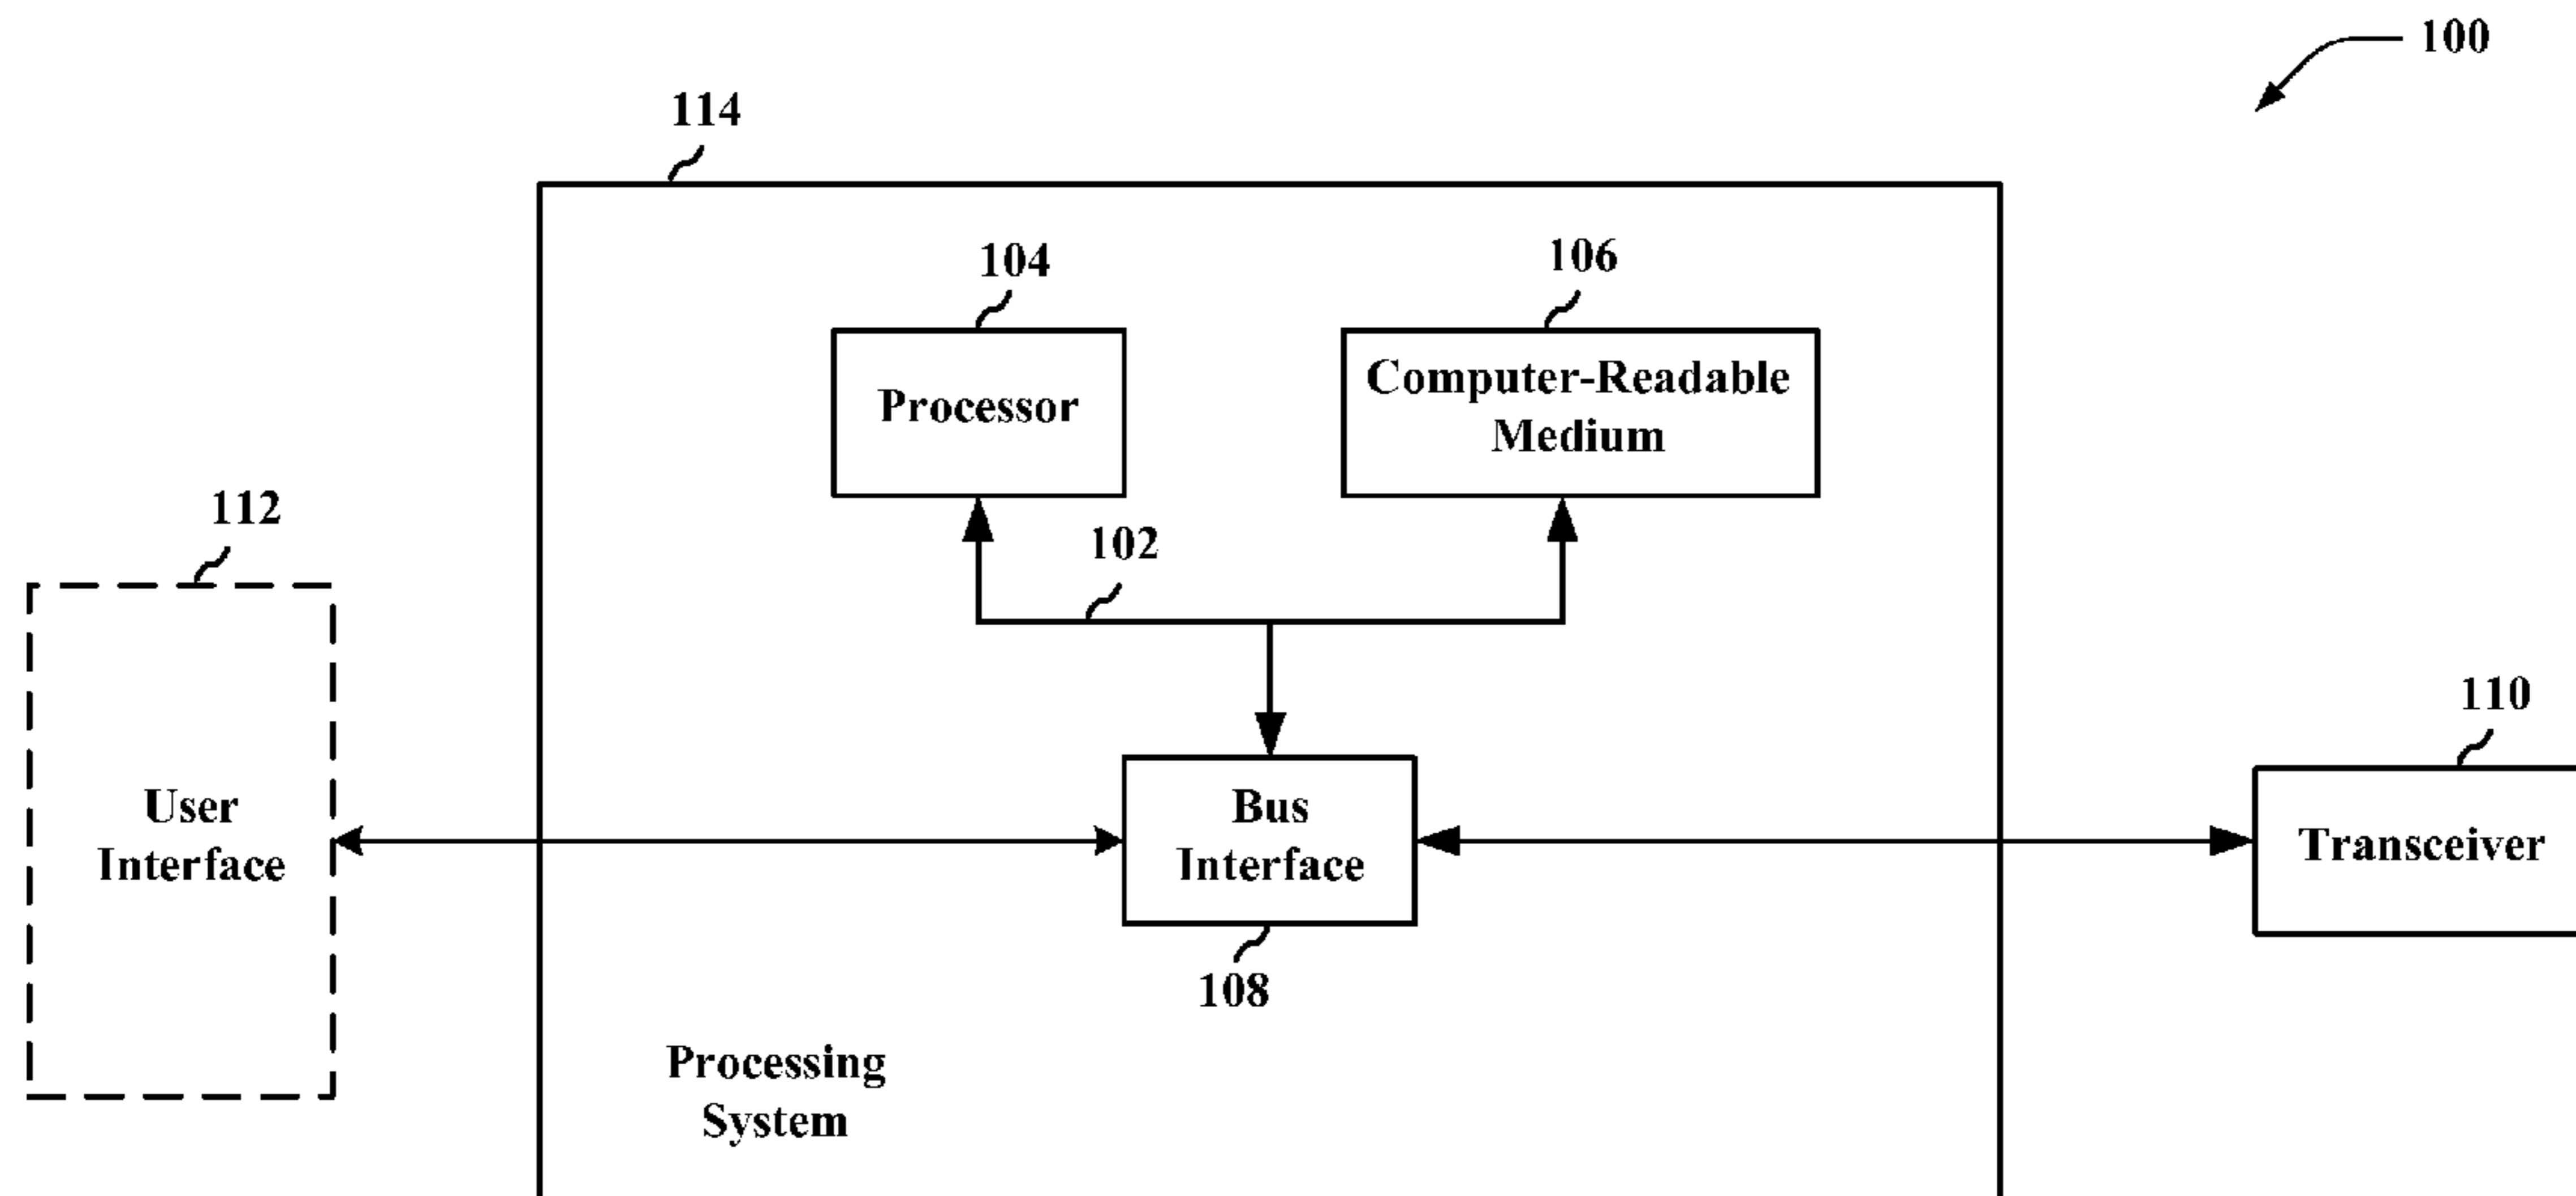 100
114
104
106
Processor
Computer-Readable
Medium
112
102
110
User
Interface
Bus
Interface
Transceiver
108
Processing
System